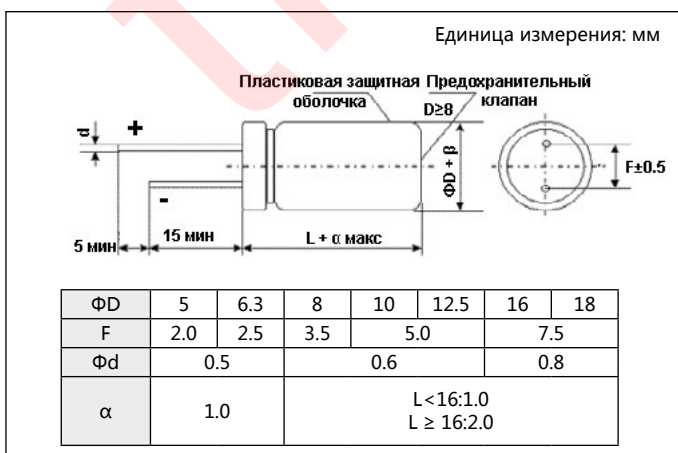 Единица измерения: мм
Пластиковая защитная оболочка
Предохранительный клапан
D≥8
d
+
-
ΦD + β
F±0.5
5 мин
15 мин
L + α макс
ΦD 5 6.3 8 10 12.5 16 18
F 2.0 2.5 3.5 5.0 7.5
Φd 0.5 0.6 0.8
α 1.0 L<16:1.0
L ≥ 16:2.0